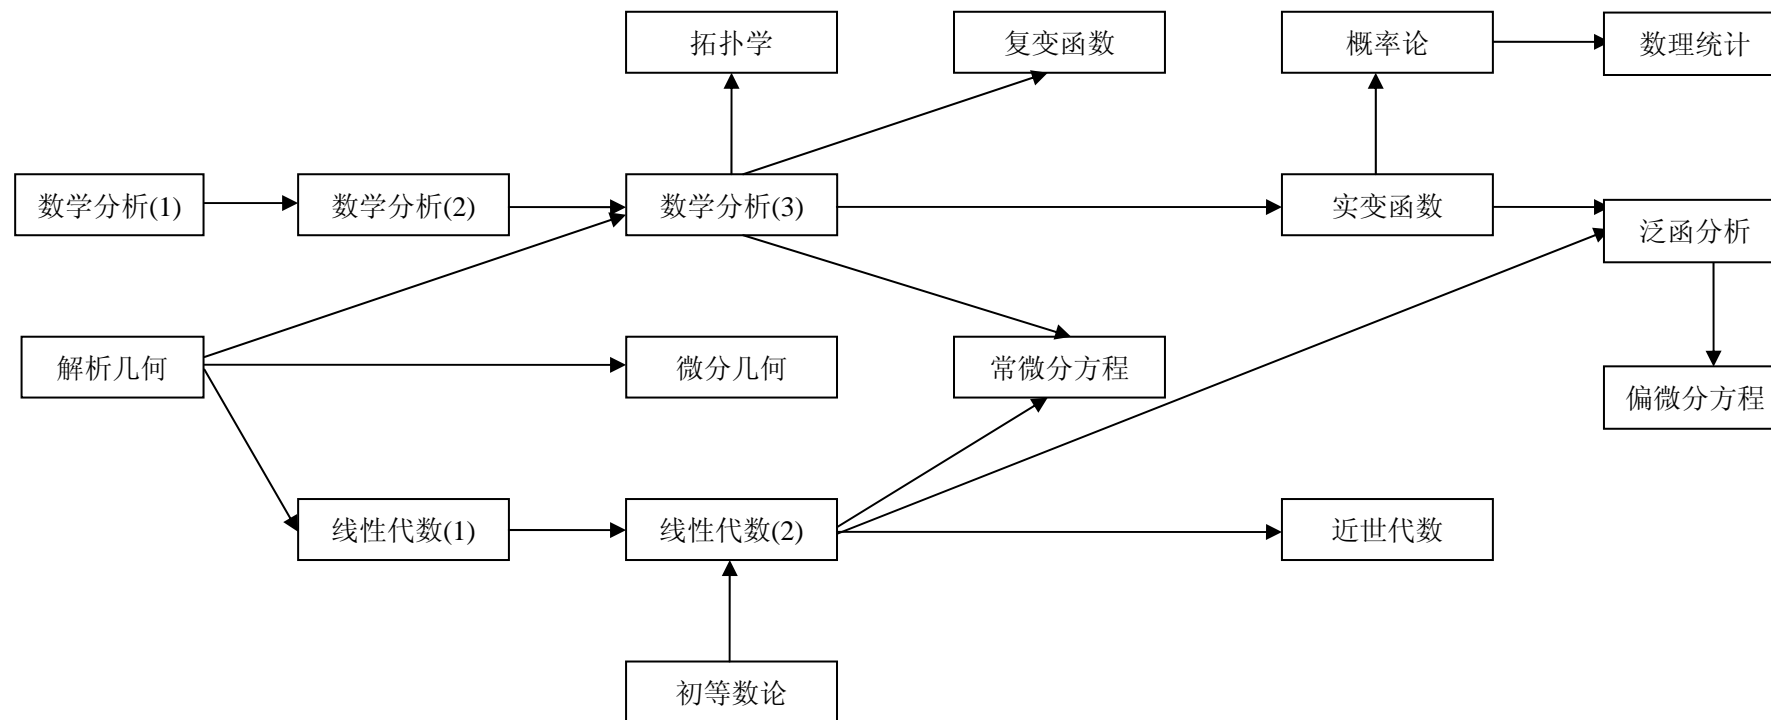 拓扑学
复变函数
概率论
数理统计
数学分析(1)
数学分析(2)
数学分析(3)
实变函数
泛函分析
解析几何
微分几何
常微分方程
偏微分方程
线性代数(1)
线性代数(2)
近世代数
初等数论